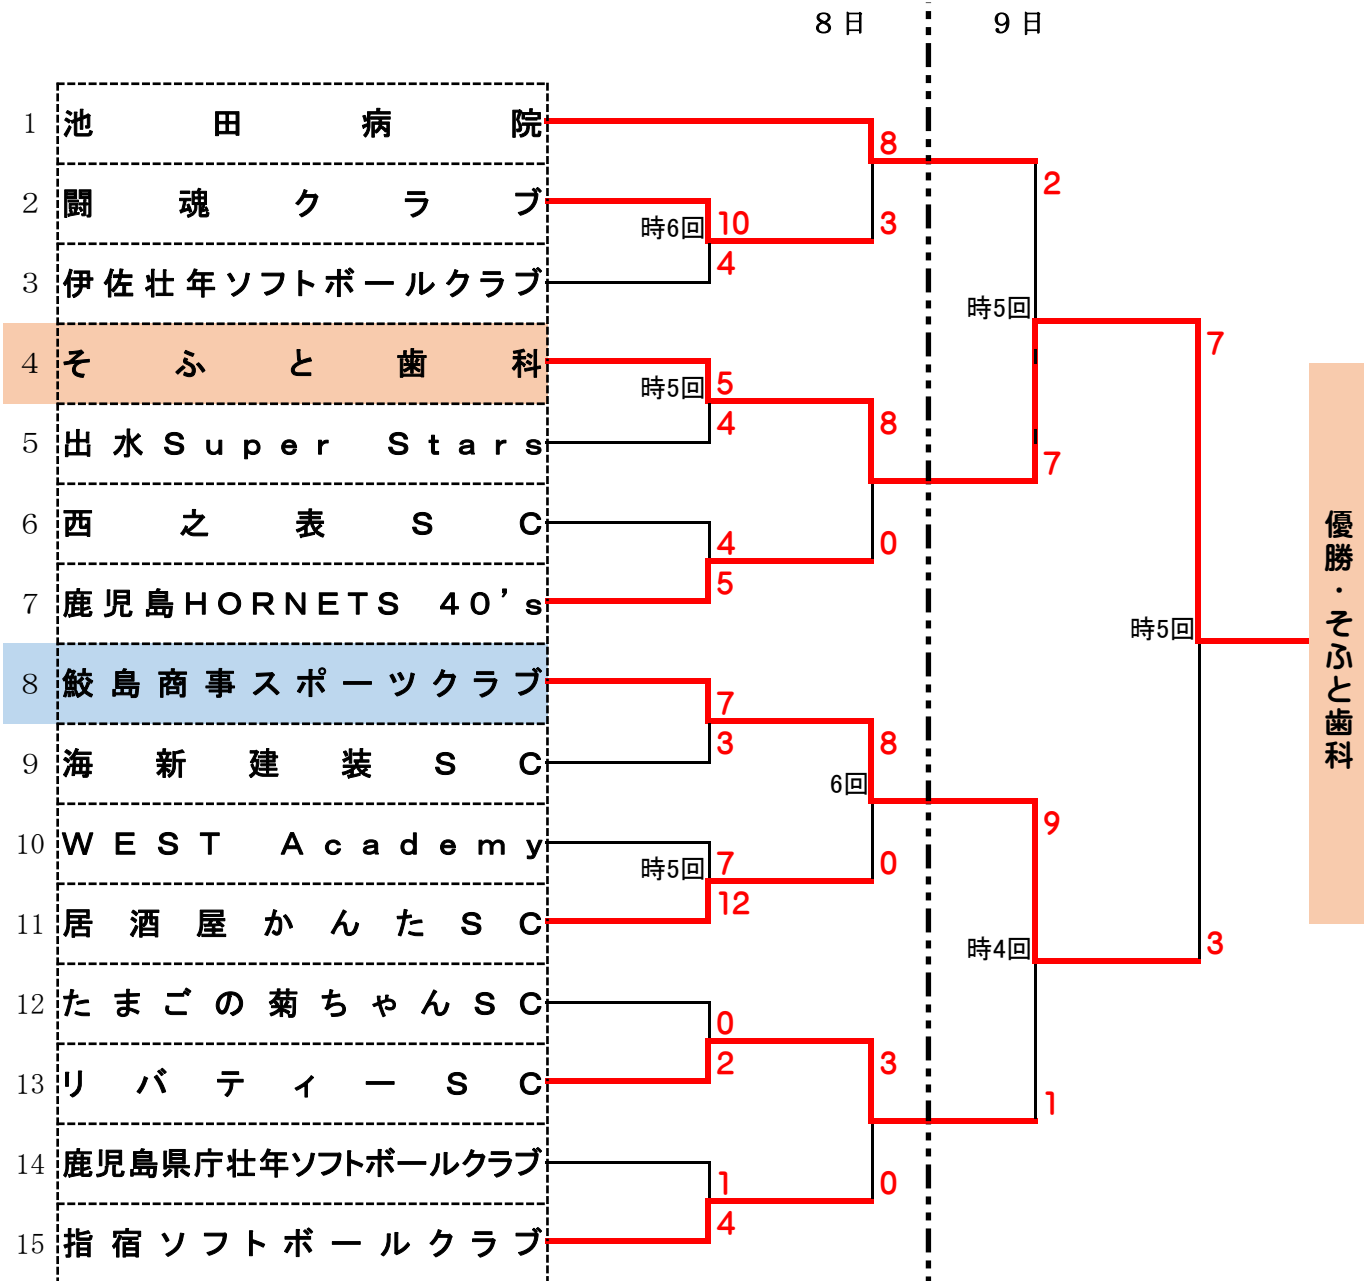 8日 9日
1 池田病院
8
2
2 闘魂クラブ
時6回 10
3
4
3 伊佐壮年ソフトボールクラブ
時5回
7
4 そふと歯科
時5回 5
4
8
5 出水Super Stars
7
6 西之表SC
4
0
5
7 鹿児島HORNETS 40's
時5回
優勝・そふと歯科
8 鮫島商事スポーツクラブ
7
3
8
9 海新建装SC
6回
9
10 WEST Academy
時5回 7
0
12
11 居酒屋かんたSC
時4回
3
12 たまごの菊ちゃんSC
0
2
3
13 リバティーSC
1
14 鹿児島県庁壮年ソフトボールクラブ
1
0
4
15 指宿ソフトボールクラブ